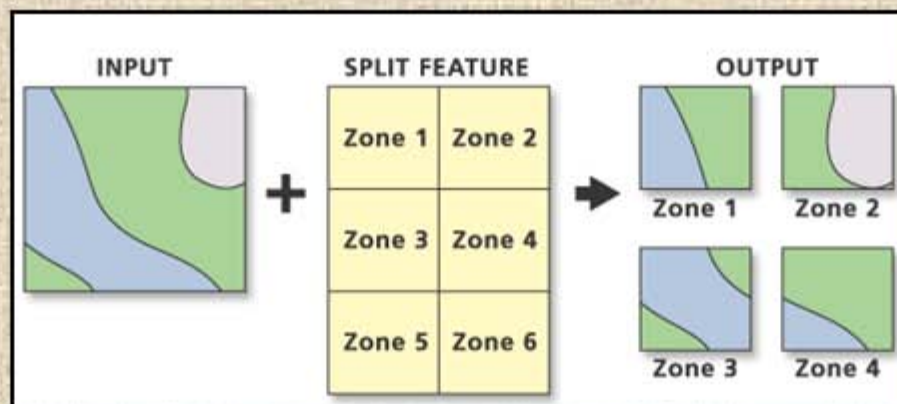 INPUT
SPLIT FEATURE
OUTPUT
Zone 1
Zone 2
Zone 3
Zone 4
Zone 5
Zone 6
Zone 1
Zone 2
Zone 3
Zone 4